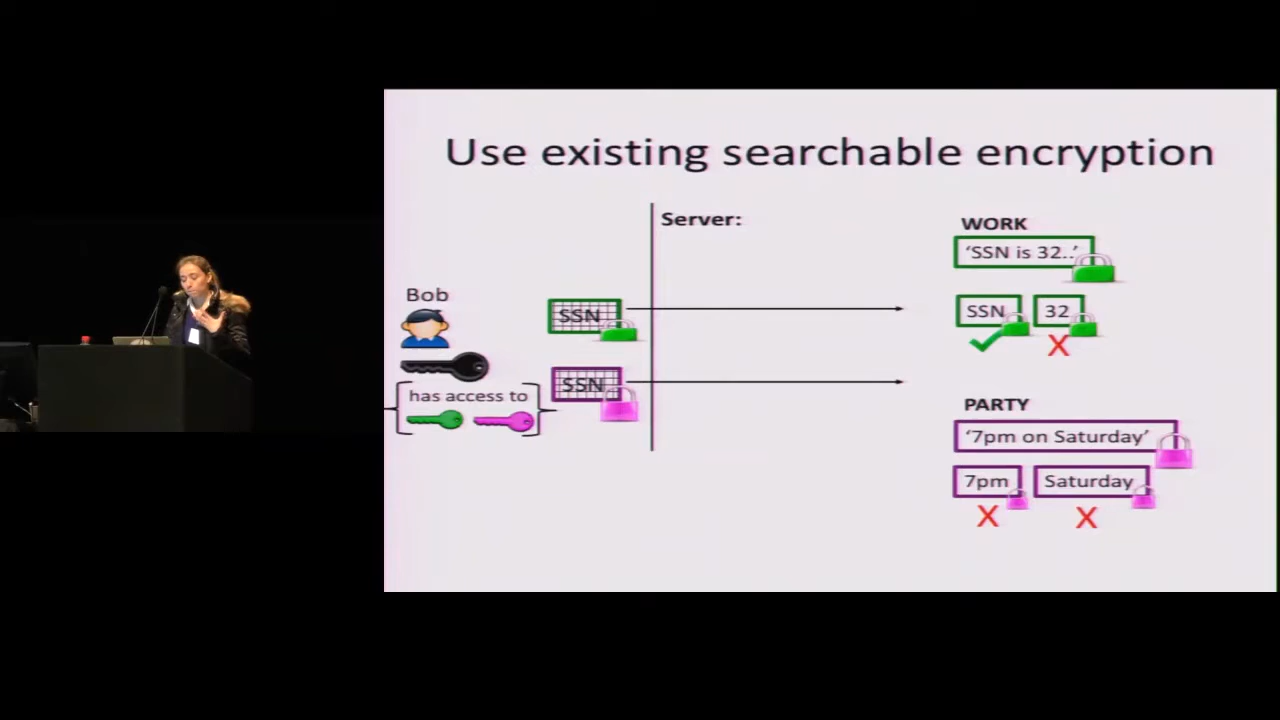 Use existing searchable encryption
Server:
WORK
'SSN is 32..'
Bob
SSN
SSN
32
SSN
has access to
PARTY
'7pm on Saturday'
7pm
Saturday
X
X
X